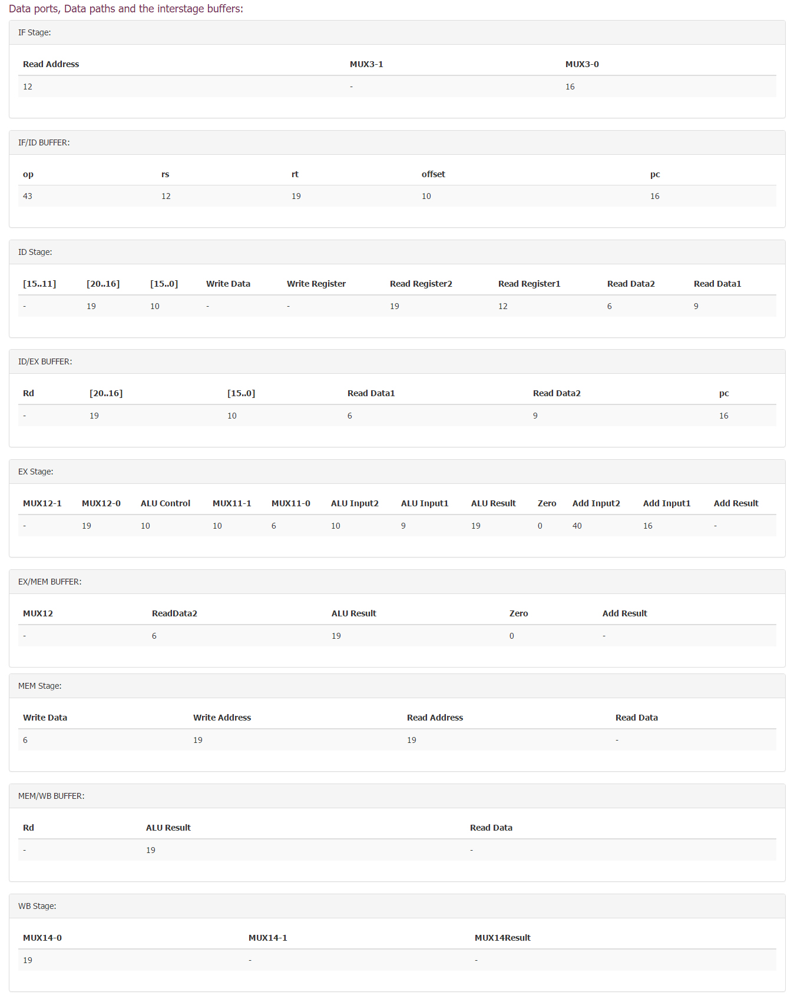 Data ports, Data paths and the interstage buffers:
IF Stage:
Read Address MUX3-1 MUX3-0
12 - 16
IF/ID BUFFER:
op rs rt offset pc
43 12 19 10 16
ID Stage:
[15..11] [20..16] [15..0] Write Data Write Register Read Register2 Read Register1 Read Data2 Read Data1
- 19 10 - - 19 12 6 9
ID/EX BUFFER:
Rd [20..16] [15..0] Read Data1 Read Data2 pc
- 19 10 6 9 16
EX Stage:
MUX12-1 MUX12-0 ALU Control MUX11-1 MUX11-0 ALU Input2 ALU Input1 ALU Result Zero Add Input2 Add Input1 Add Result
- 19 10 10 6 10 9 19 0 40 16 -
EX/MEM BUFFER:
MUX12 ReadData2 ALU Result Zero Add Result
- 6 19 0 -
MEM Stage:
Write Data Write Address Read Address Read Data
6 19 19 -
MEM/WB BUFFER:
Rd ALU Result Read Data
- 19 -
WB Stage:
MUX14-0 MUX14-1 MUX14Result
19 - -